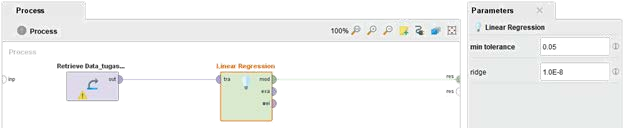 Process
Process
100%
Process
Retrieve Data_tugas...
inp
out
Linear Regression
tra
mod
exa
wei
res
res
Parameters
Linear Regression
min tolerance
0.05
ridge
1.0E-8